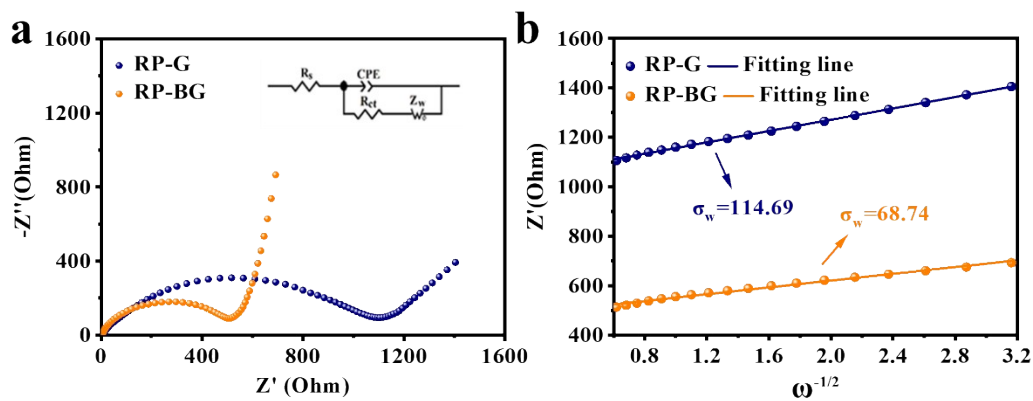 a
1600
1200
800
400
0
-Z''(Ohm)
RP-G
RP-BG
Rs
CPE
Rct
Zw
0 400 800 1200 1600
Z' (Ohm)
b
1600
1400
1200
1000
800
600
400
Z'(Ohm)
RP-G Fitting line
RP-BG Fitting line
σw=114.69
σw=68.74
0.8 1.2 1.6 2.0 2.4 2.8 3.2
ω-1/2